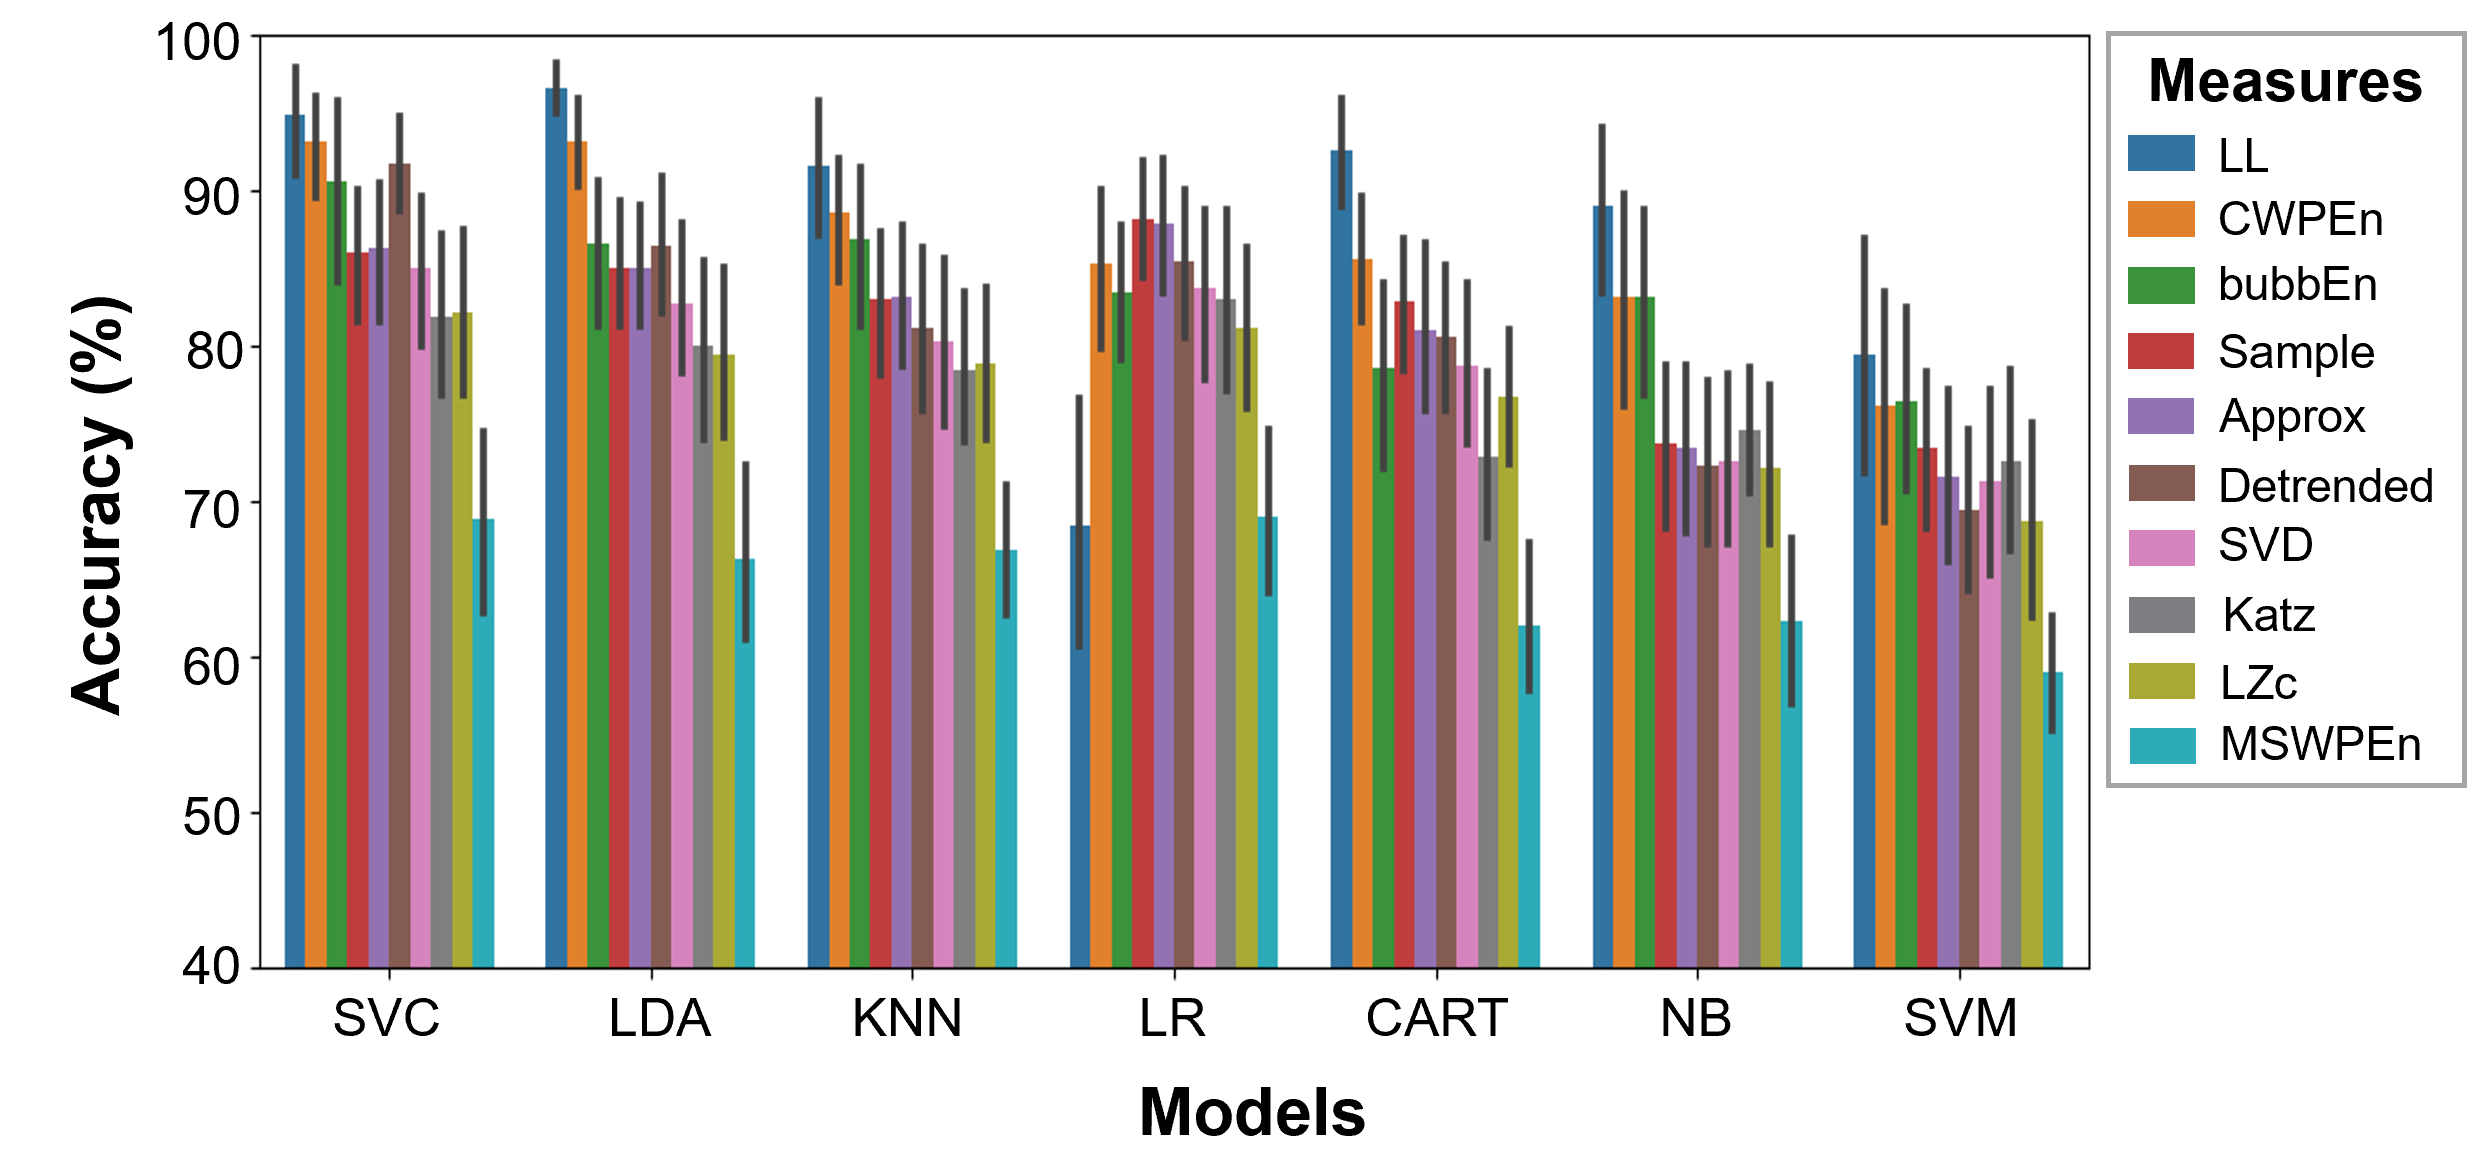 100
90
80
70
60
50
40
Accuracy (%)
SVC LDA KNN LR CART NB SVM
Models
Measures
LL
CWPEn
bubbEn
Sample
Approx
Detrended
SVD
Katz
LZc
MSWPEn